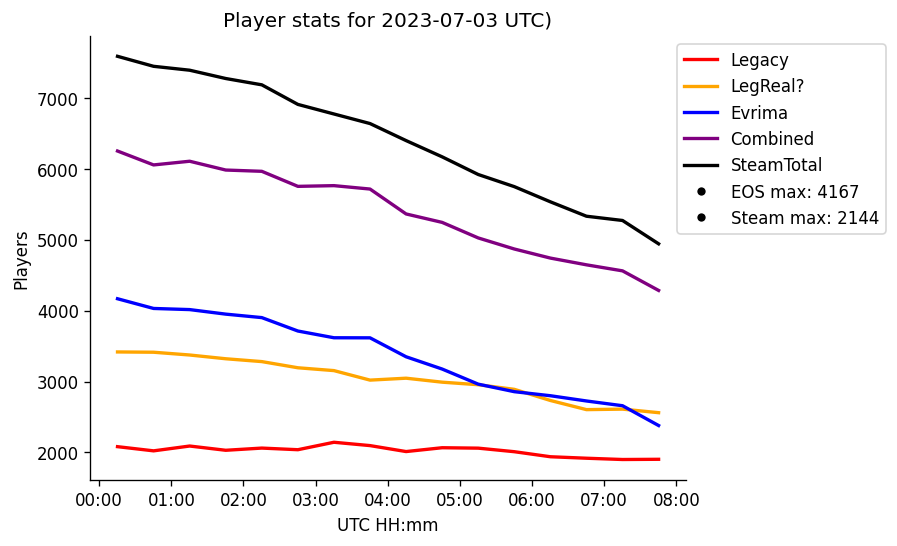 Player stats for 2023-07-03 UTC)
Legacy
LegReal?
Evrima
Combined
SteamTotal
EOS max: 4167
Steam max: 2144
Players
7000
6000
5000
4000
3000
2000
00:00 01:00 02:00 03:00 04:00 05:00 06:00 07:00 08:00
UTC HH:mm